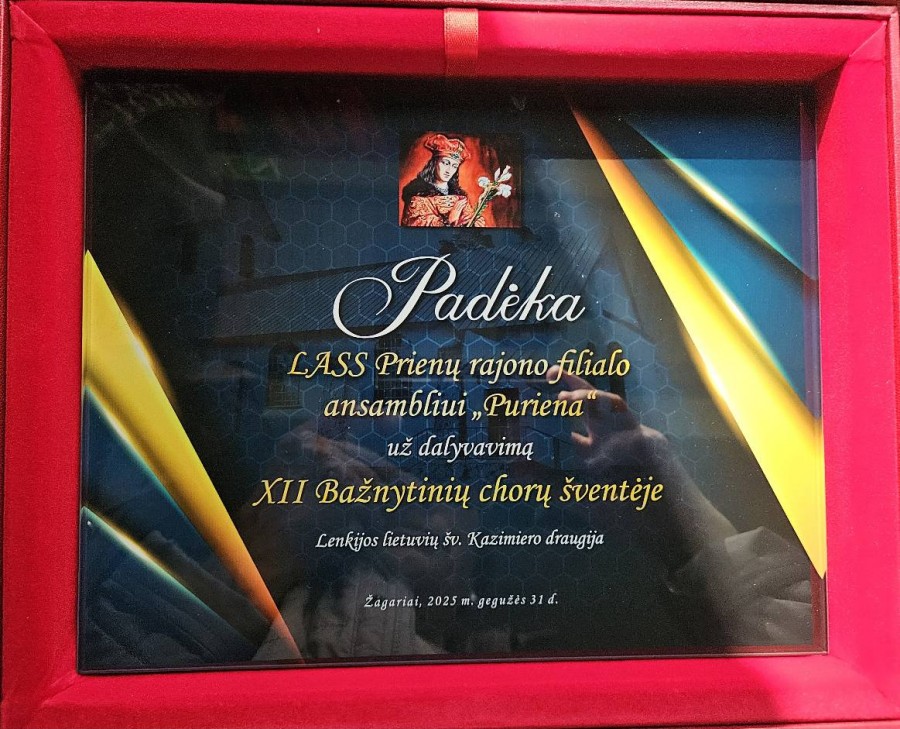 Padėka
LASS Prienų rajono filialo
ansambliui „Puriena“
už dalyvavimą
XII Bažnytinių chorų šventėje
Lenkijos lietuvių šv. Kazimiero draugija
Žagariai, 2025 m. gegužės 31 d.